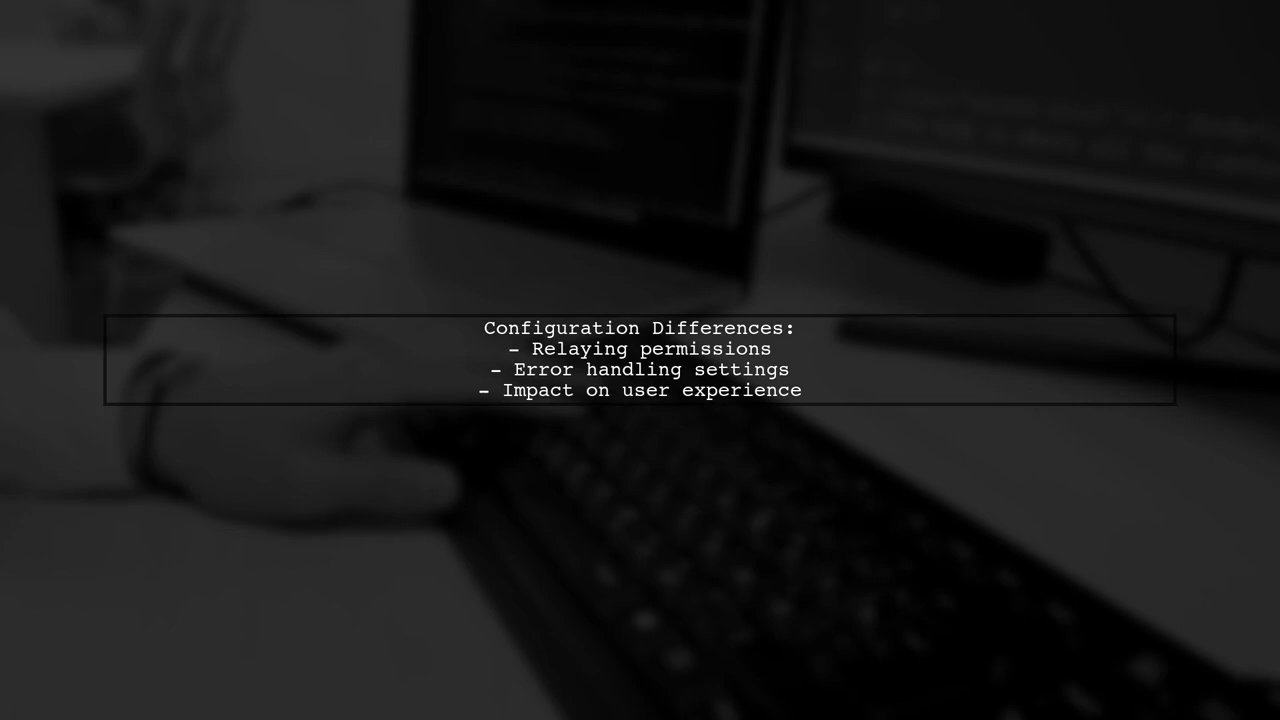 Configuration Differences:
- Relaying permissions
- Error handling settings
- Impact on user experience